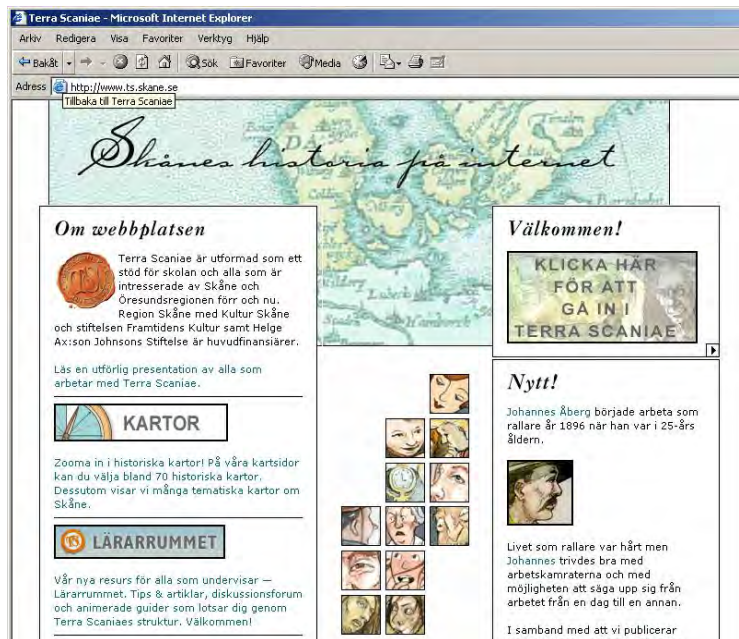 Terra Scaniae - Microsoft Internet Explorer
Arkiv Redigera Visa Favoriter Verktyg Hjälp
Bakåt Sök Favoriter Media
Adress http://www.ts.skane.se
Tillbaka till Terra Scaniae
Skånes historia på internet
Om webbplatsen
Terra Scaniae är utformad som ett
stöd för skolan och alla som är
intresserade av Skåne och
Öresundsregionen förr och nu.
Region Skåne med Kultur Skåne
och stiftelsen Framtidens Kultur samt Helge
Ax:son Johnsons Stiftelse är huvudfinansiärer.
Läs en utförlig presentation av alla som
arbetar med Terra Scaniae.
KARTOR
Zooma in i historiska kartor! På våra kartsidor
kan du välja bland 70 historiska kartor.
Dessutom visar vi många tematiska kartor om
Skåne.
TS LÄRARRUMMET
Vår nya resurs för alla som undervisar —
Lärarrummet. Tips & artiklar, diskussionsforum
och animerade guider som lotsar dig genom
Terra Scaniaes struktur. Välkommen!
Välkommen!
KLICKA HÄR
FÖR ATT
GÅ IN I
TERRA SCANIAE
Nytt!
Johannes Åberg började arbeta som
rallare år 1896 när han var i 25-års
åldern.
Livet som rallare var hårt men
Johannes trivdes bra med
arbetskamraterna och med
möjligheten att säga upp sig från
arbetet från en dag till en annan.
I samband med att vi publicerar